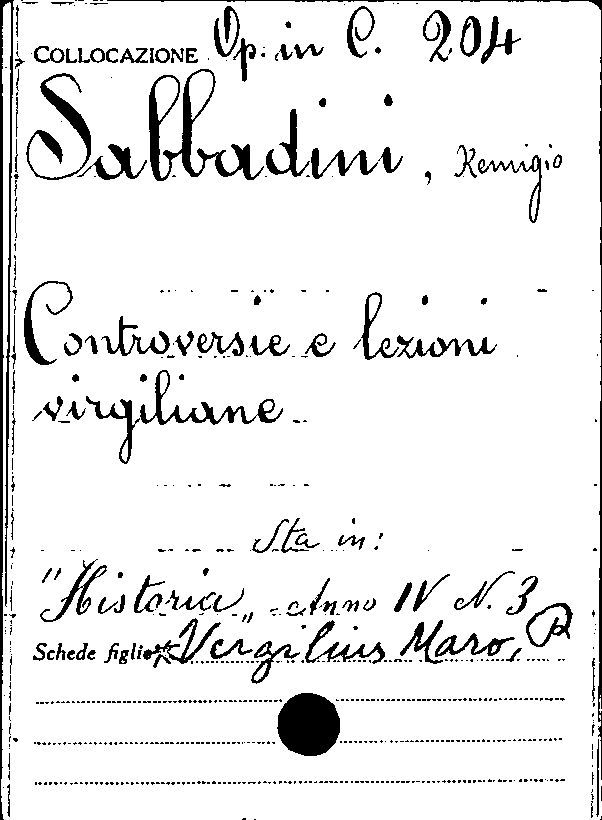 COLLOCAZIONE Op. in C. 204
Sabbadini, Remigio
Controversie e lezioni
virgiliane
Sta in:
"Historia„ - Anno IV N. 3
Schede figlie * Vergilius Maro, P